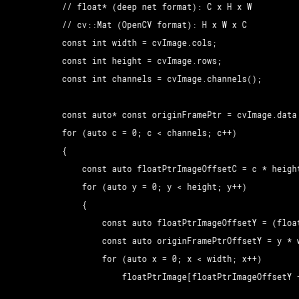 // float* (deep net format): C x H x W
// cv::Mat (OpenCV format): H x W x C
const int width = cvImage.cols;
const int height = cvImage.rows;
const int channels = cvImage.channels();
const auto* const originFramePtr = cvImage.data
for (auto c = 0; c < channels; c++)
{
const auto floatPtrImageOffsetC = c * height
for (auto y = 0; y < height; y++)
{
const auto floatPtrImageOffsetY = (float
const auto originFramePtrOffsetY = y *
for (auto x = 0; x < width; x++)
floatPtrImage[floatPtrImageOffsetY